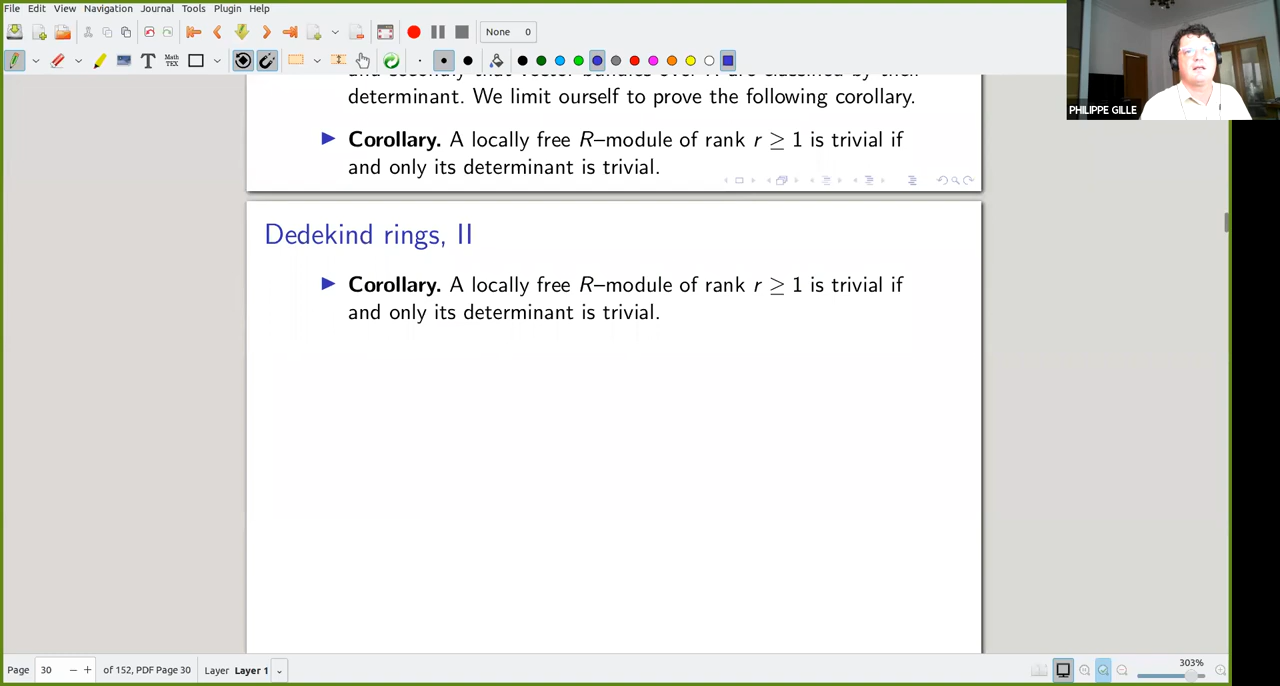 File Edit View Navigation Journal Tools Plugin Help
None 0
Math TEX
PHILIPPE GILLE
determinant. We limit ourself to prove the following corollary.
▶ Corollary. A locally free R–module of rank r ≥ 1 is trivial if
and only its determinant is trivial.
Dedekind rings, II
▶ Corollary. A locally free R–module of rank r ≥ 1 is trivial if
and only its determinant is trivial.
Page 30 − + of 152, PDF Page 30 Layer Layer 1
303%